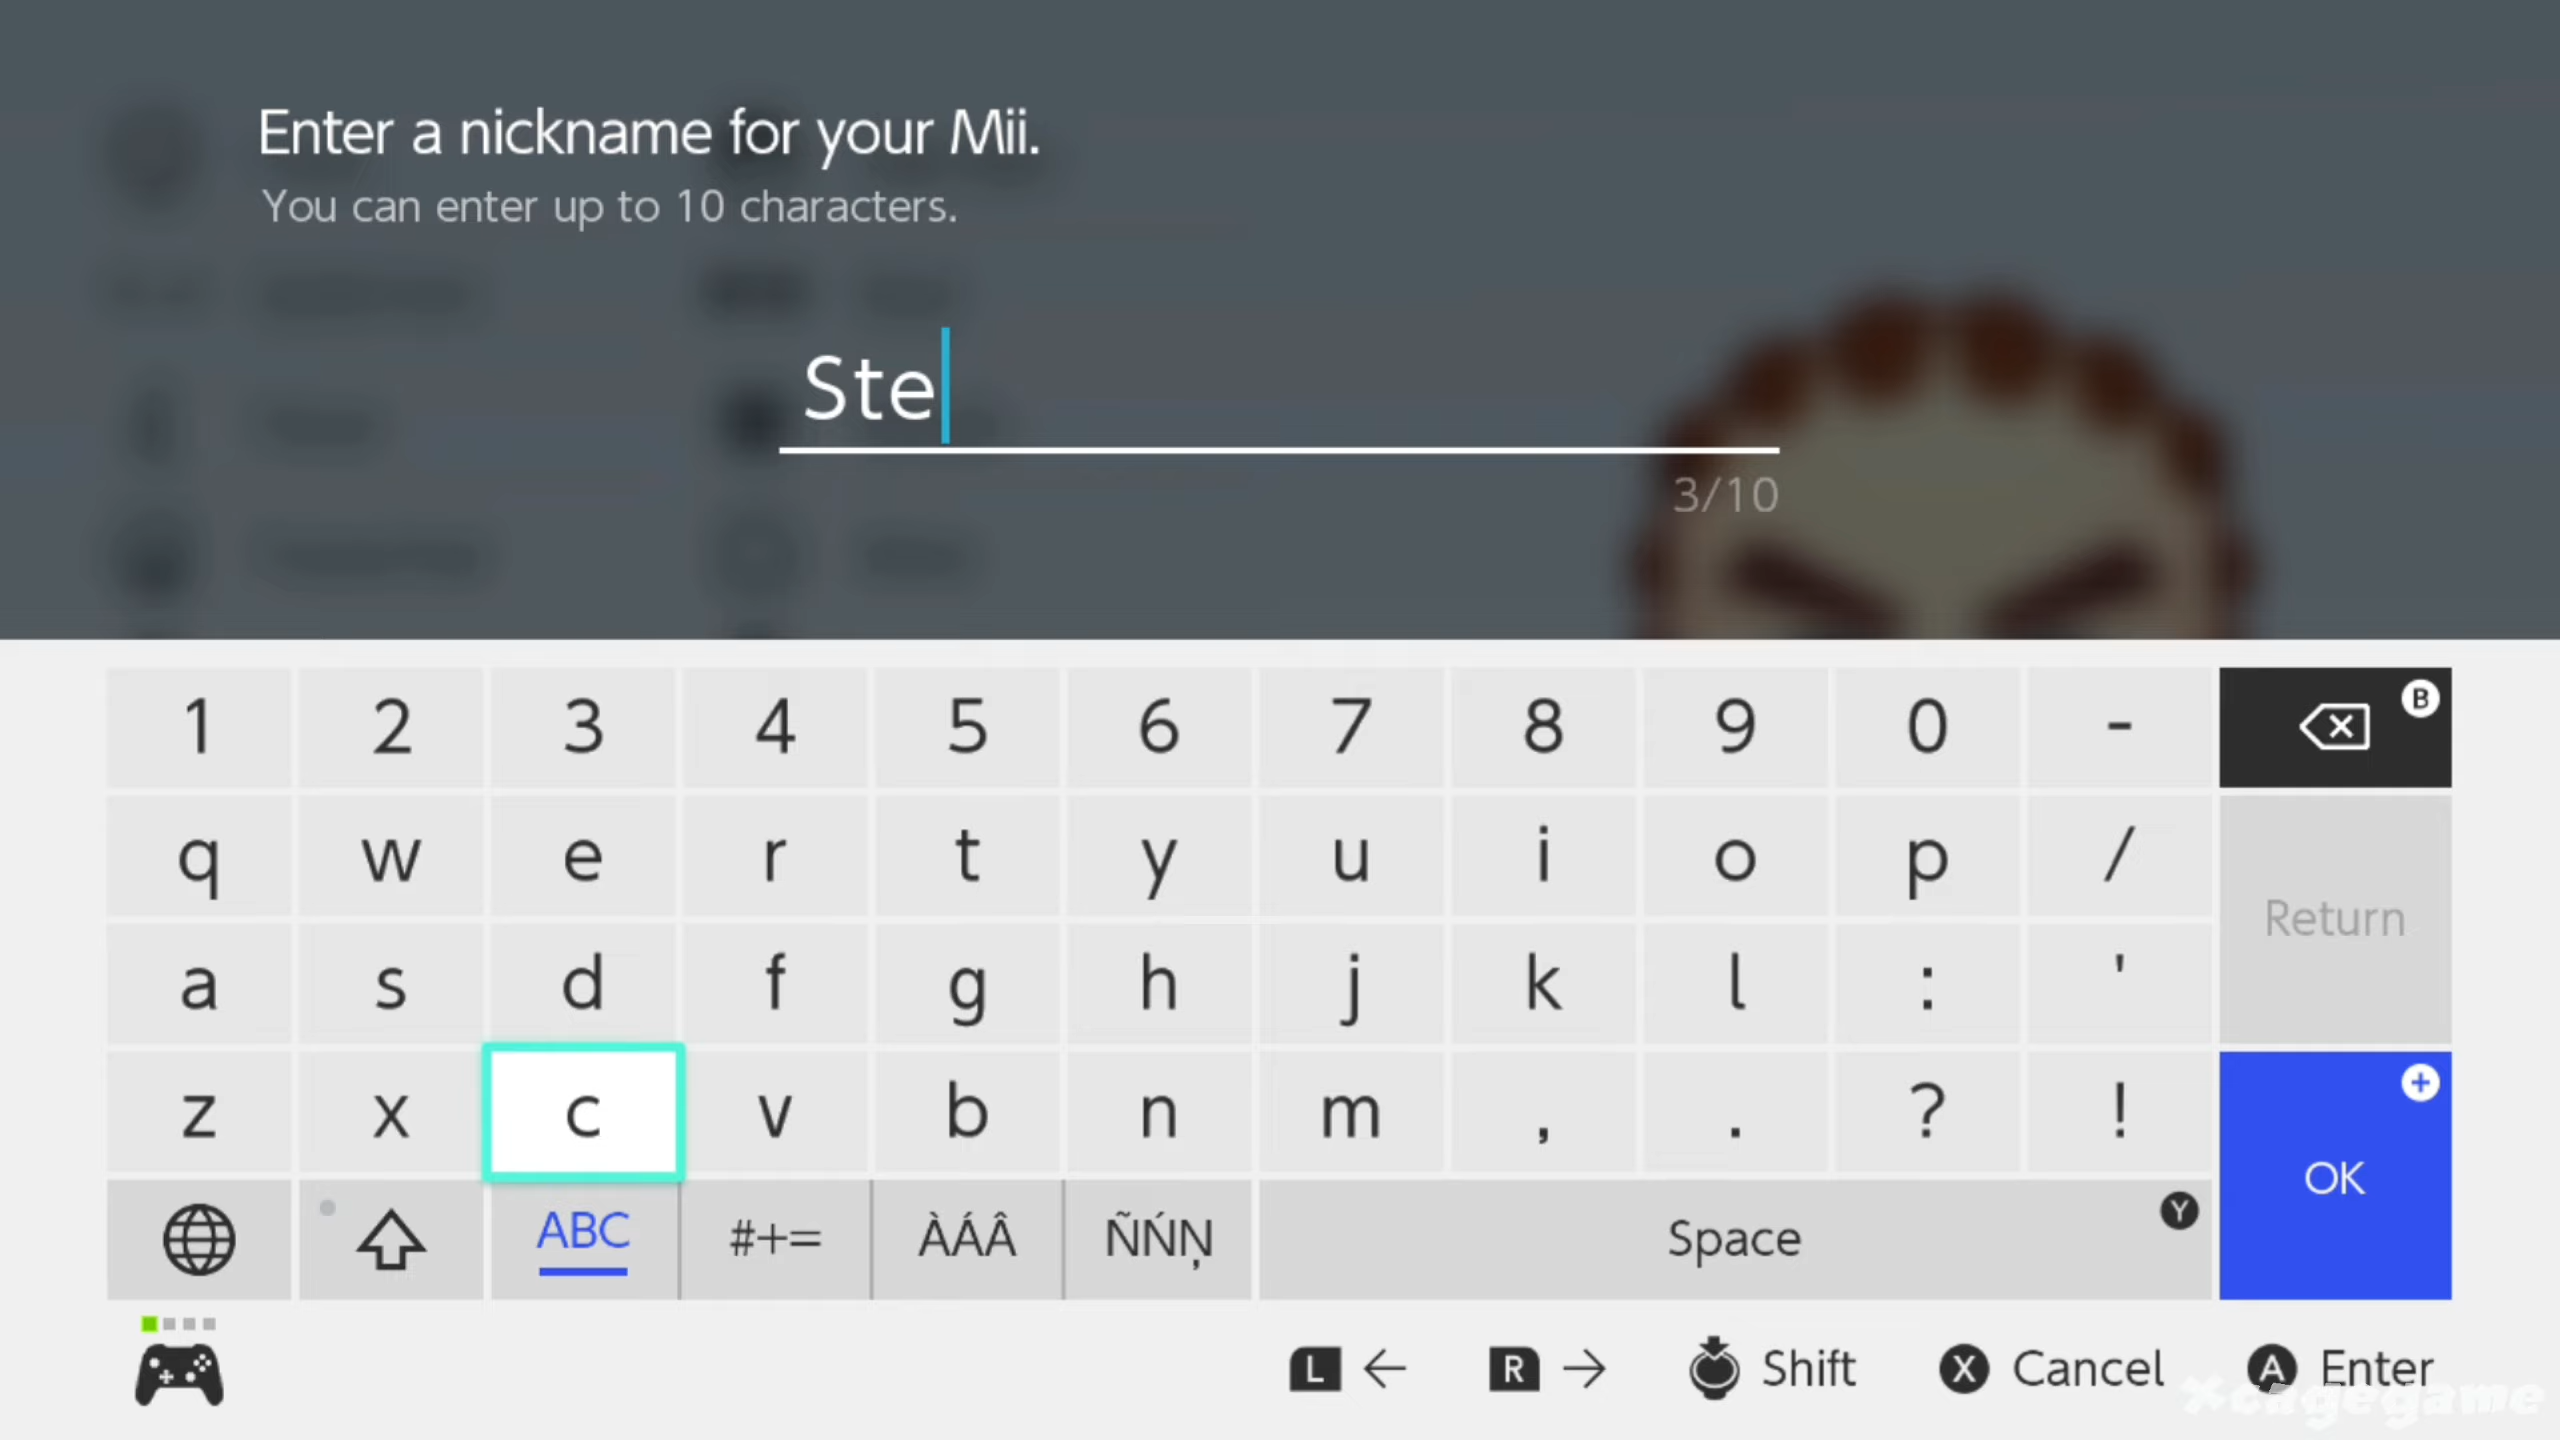 Enter a nickname for your Mii.
You can enter up to 10 characters.
Ste
3/10
1 2 3 4 5 6 7 8 9 0 - B
q w e r t y u i o p /
Return
a s d f g h j k l : '
z x c v b n m , . ? ! +
OK
ABC #+= ÀÁÂ ÑŃŅ Space Y
L ← R → Shift X Cancel A Enter
xcagegame